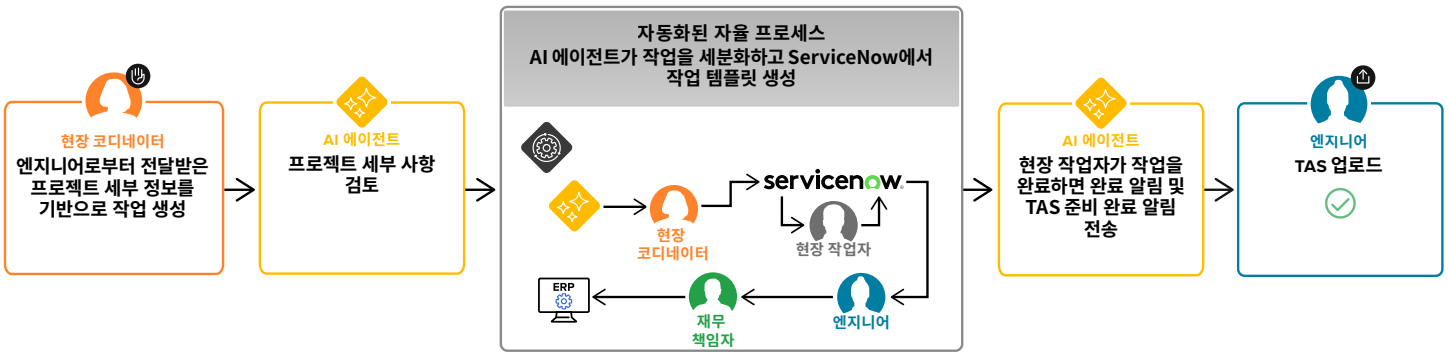 현장 코디네이터
엔지니어로부터 전달받은
프로젝트 세부 정보를
기반으로 작업 생성
AI 에이전트
프로젝트 세부 사항
검토
자동화된 자율 프로세스
AI 에이전트가 작업을 세분화하고 ServiceNow에서
작업 템플릿 생성
현장
코디네이터
servicenow
현장 작업자
엔지니어
재무
책임자
ERP
AI 에이전트
현장 작업자가 작업을
완료하면 완료 알림 및
TAS 준비 완료 알림
전송
엔지니어
TAS 업로드